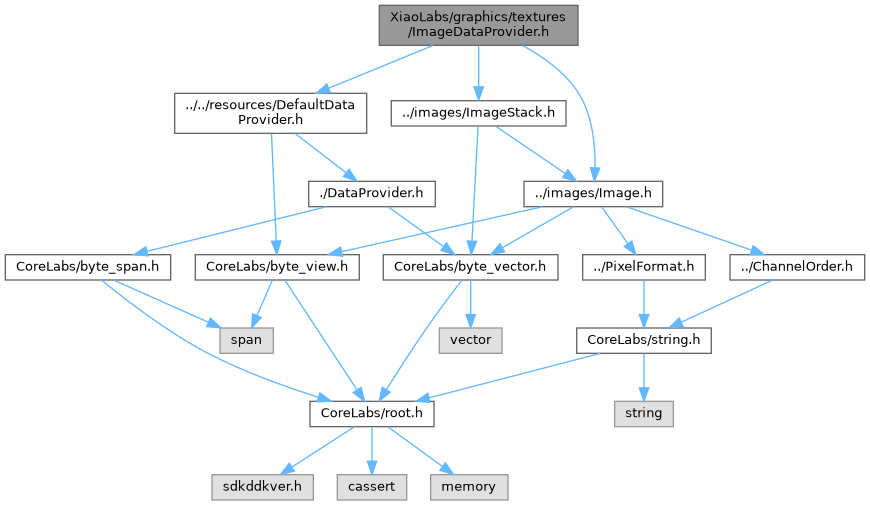 XiaoLabs/graphics/textures
/ImageDataProvider.h
../../resources/DefaultData
Provider.h
../images/ImageStack.h
./DataProvider.h
../images/Image.h
CoreLabs/byte_span.h
CoreLabs/byte_view.h
CoreLabs/byte_vector.h
../PixelFormat.h
../ChannelOrder.h
span
vector
CoreLabs/string.h
CoreLabs/root.h
string
sdkddkver.h
cassert
memory